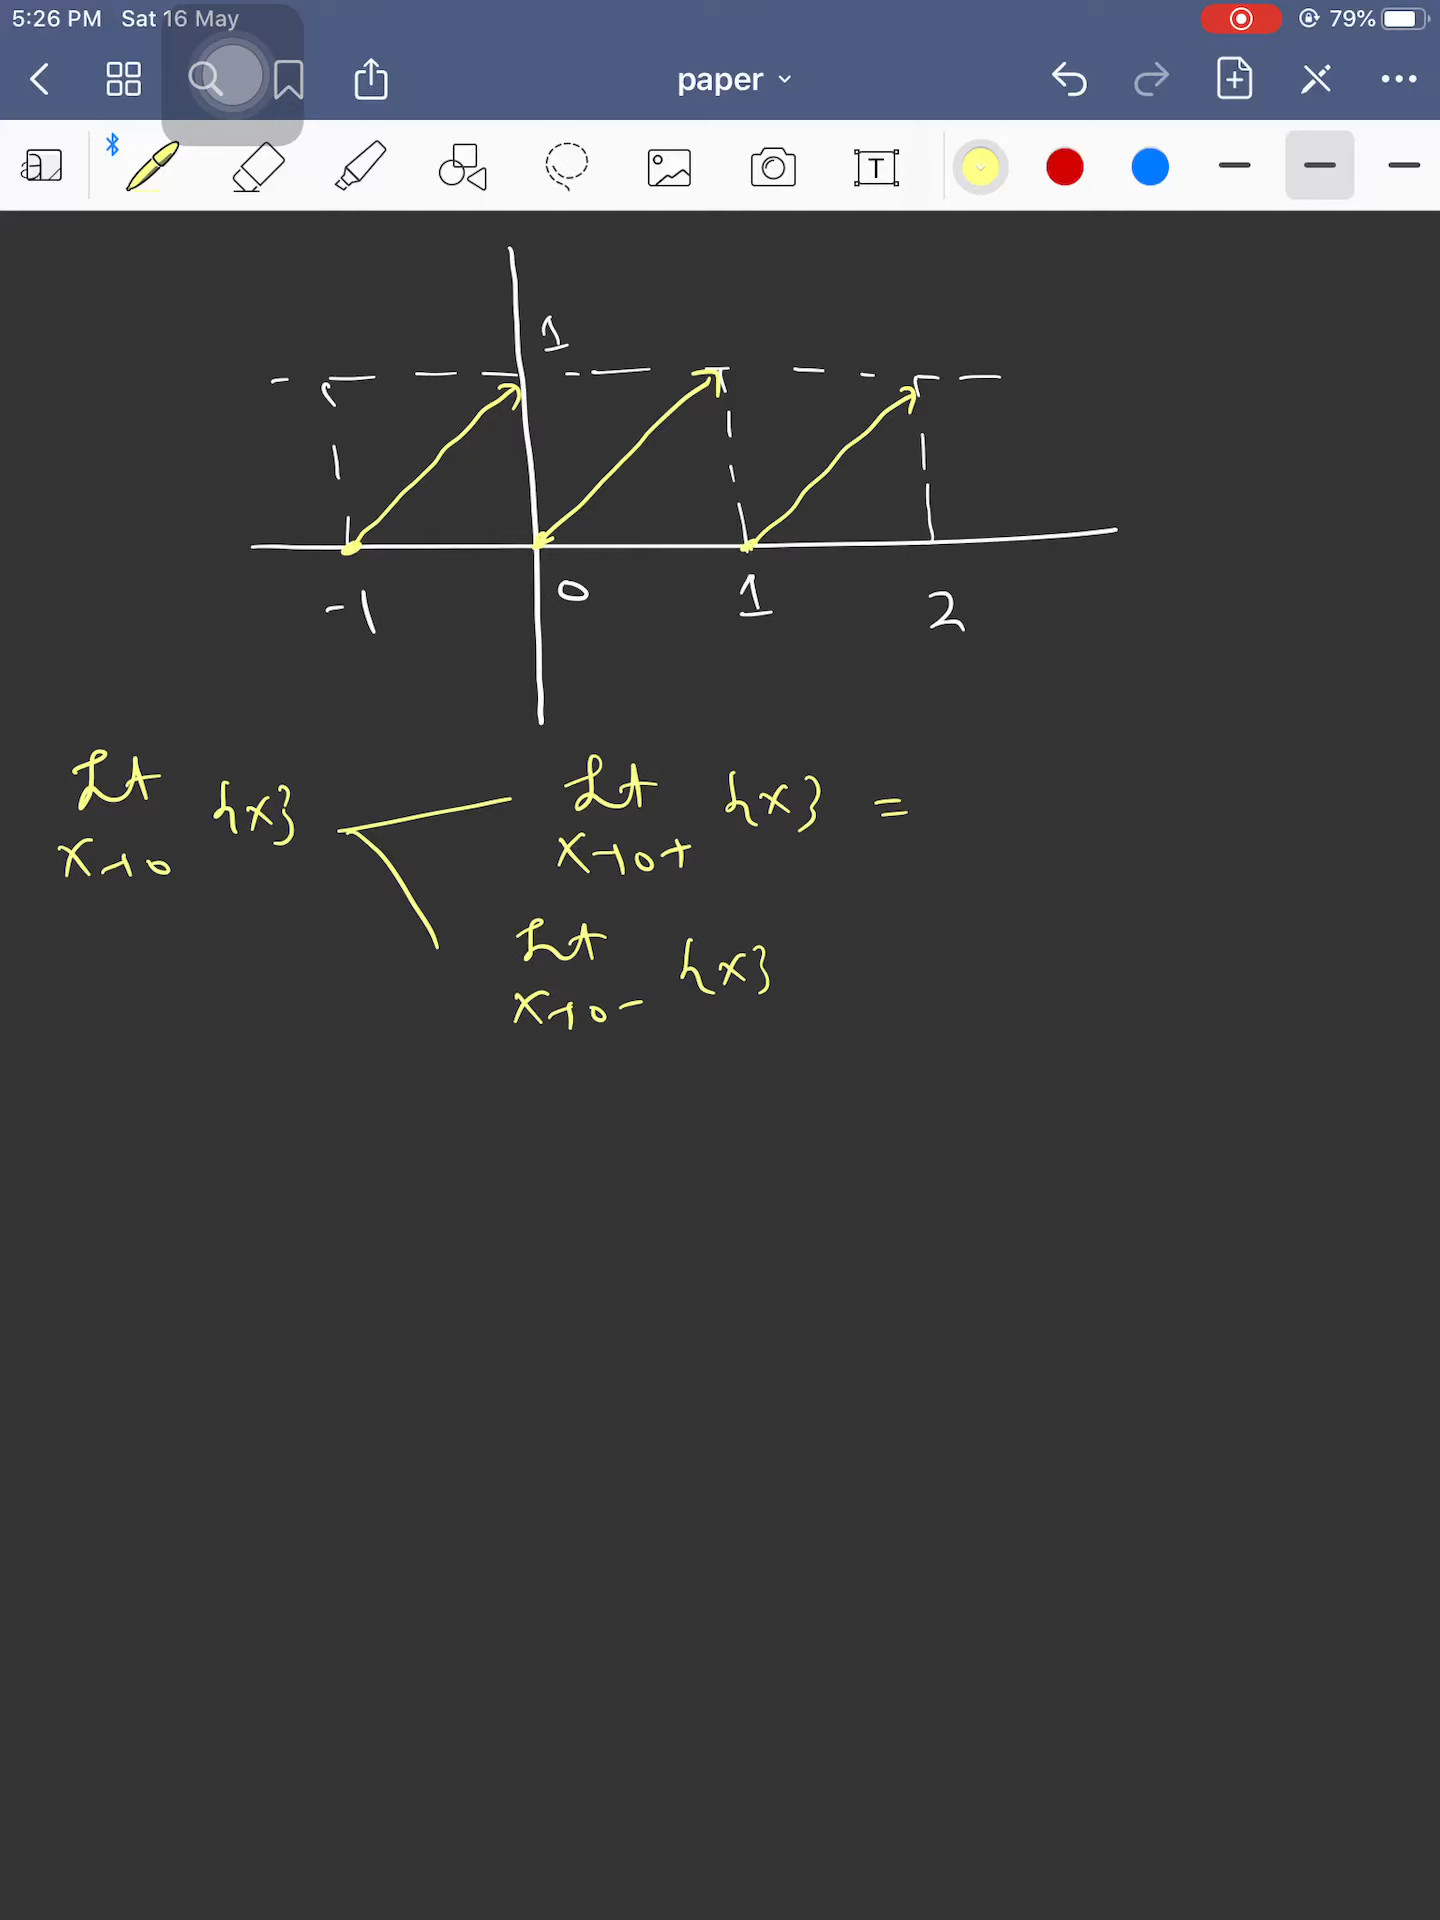 5:26 PM Sat 16 May 79%
paper
T
1
-1 0 1 2
Lt {x} Lt {x} =
x→0 x→0+
Lt {x}
x→0-